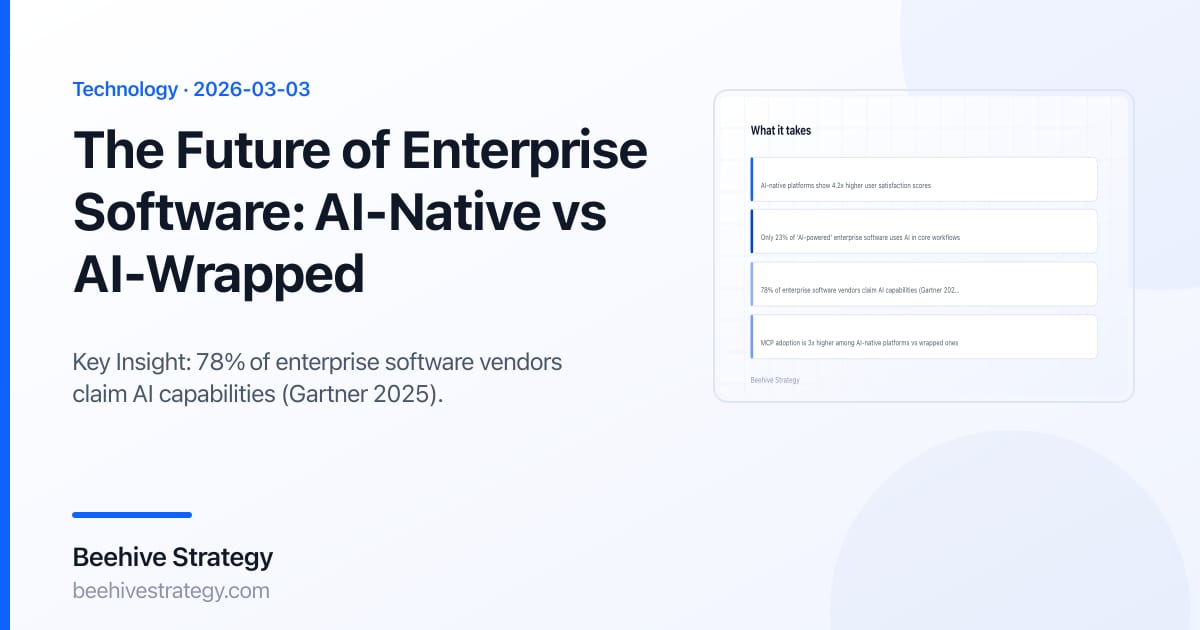 Technology · 2026-03-03
The Future of Enterprise
Software: AI-Native vs
AI-Wrapped
Key Insight: 78% of enterprise software vendors
claim AI capabilities (Gartner 2025).
Beehive Strategy
beehivestrategy.com
What it takes
AI-native platforms show 4.2x higher user satisfaction scores
Only 23% of 'AI-powered' enterprise software uses AI in core workflows
78% of enterprise software vendors claim AI capabilities (Gartner 202...
MCP adoption is 3x higher among AI-native platforms vs wrapped ones
Beehive Strategy